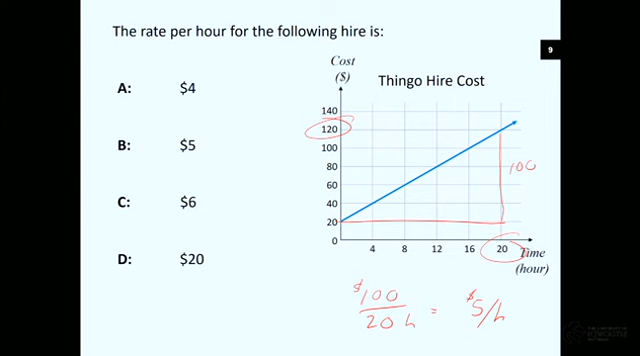 The rate per hour for the following hire is:
9
A: $4
B: $5
C: $6
D: $20
Cost
($)
Thingo Hire Cost
140
120
100
80
60
40
20
0
4 8 12 16 20
Time
(hour)
100
$100
20 h
= $5/h